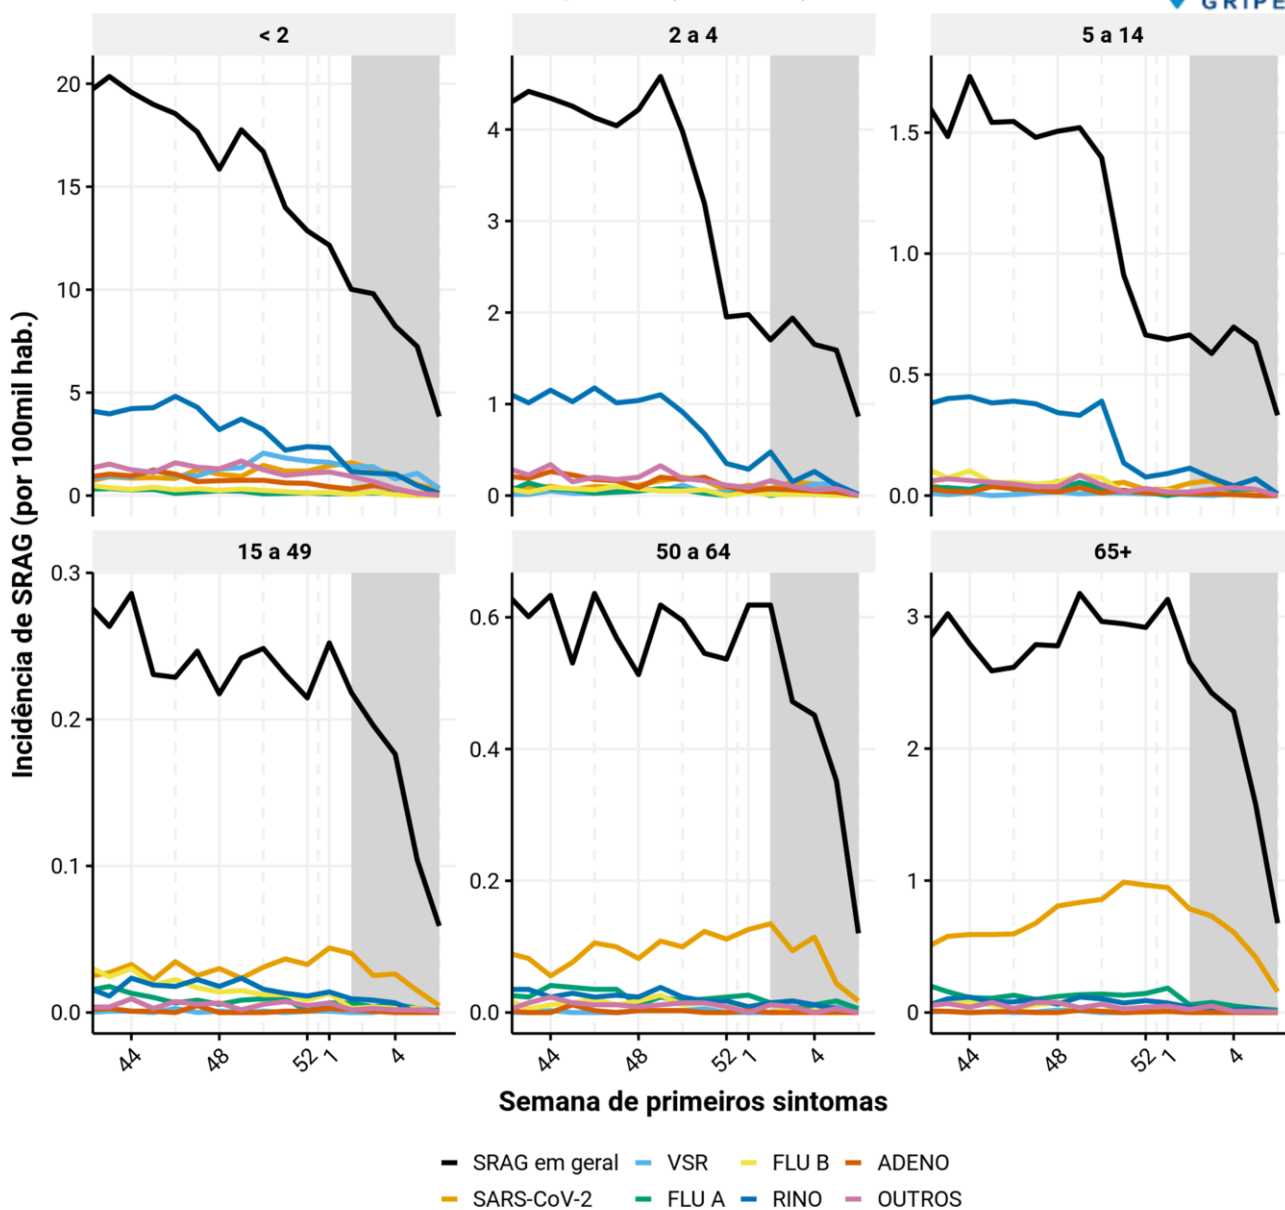 GRIPE
< 2
2 a 4
5 a 14
20
15
10
5
0
4
3
2
1
0
1.5
1.0
0.5
0.0
Incidência de SRAG (por 100mil hab.)
15 a 49
50 a 64
65+
0.3
0.2
0.1
0.0
0.6
0.4
0.2
0.0
3
2
1
0
44 48 52 1 4
44 48 52 1 4
44 48 52 1 4
Semana de primeiros sintomas
SRAG em geral VSR FLU B ADENO
SARS-CoV-2 FLU A RINO OUTROS